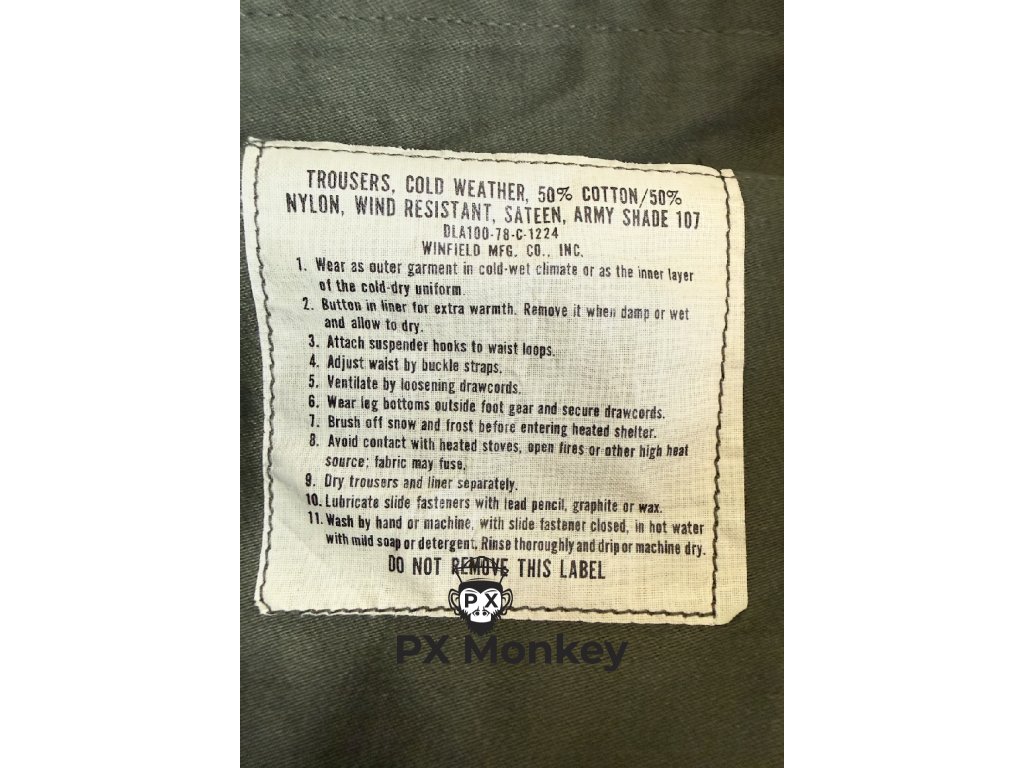 TROUSERS, COLD WEATHER, 50% COTTON/50%
NYLON, WIND RESISTANT, SATEEN, ARMY SHADE 107
DLA100-78-C-1224
WINFIELD MFG. CO., INC.
1. Wear as outer garment in cold-wet climate or as the inner layer
of the cold-dry uniform.
2. Button in liner for extra warmth. Remove it when damp or wet
and allow to dry.
3. Attach suspender hooks to waist loops.
4. Adjust waist by buckle straps.
5. Ventilate by loosening drawcords.
6. Wear leg bottoms outside foot gear and secure drawcords.
7. Brush off snow and frost before entering heated shelter.
8. Avoid contact with heated stoves, open fires or other high heat
source; fabric may fuse.
9. Dry trousers and liner separately.
10. Lubricate slide fasteners with lead pencil, graphite or wax.
11. Wash by hand or machine, with slide fastener closed, in hot water
with mild soap or detergent. Rinse thoroughly and drip or machine dry.
DO NOT REMOVE THIS LABEL
PX
PX Monkey